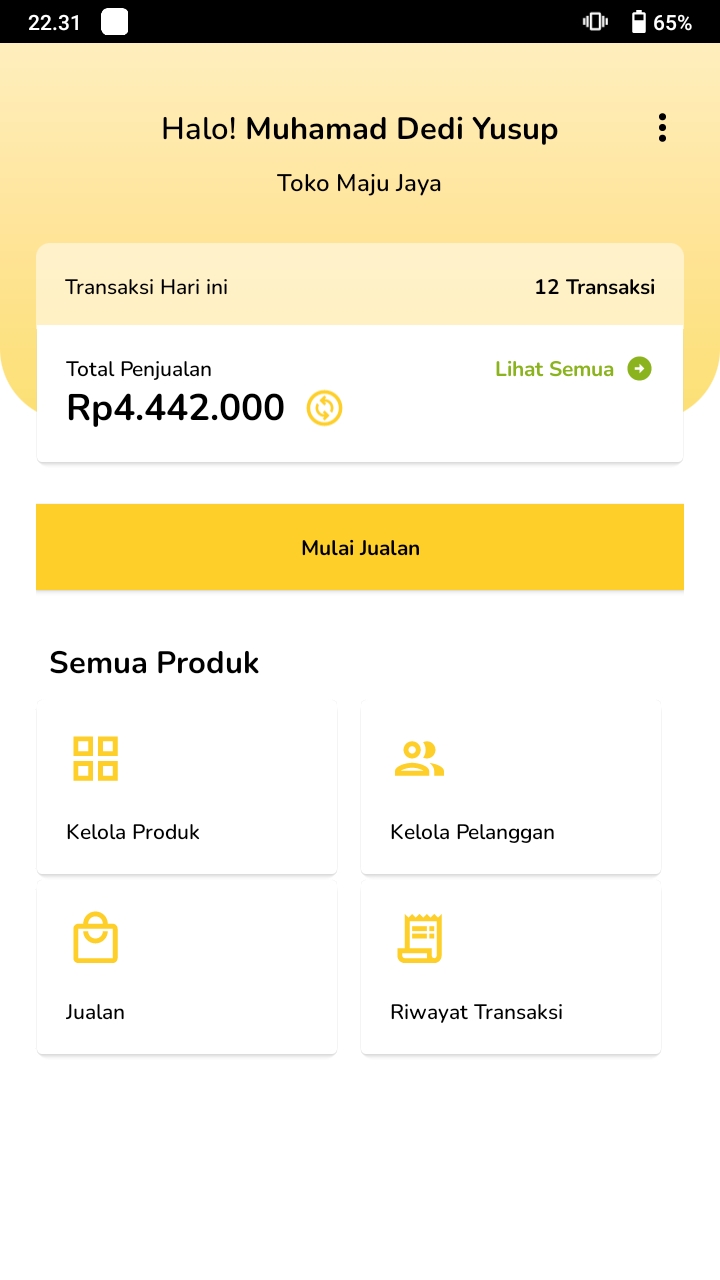 22.31
65%
Halo! Muhamad Dedi Yusup
Toko Maju Jaya
Transaksi Hari ini
12 Transaksi
Total Penjualan
Lihat Semua
Rp4.442.000
Mulai Jualan
Semua Produk
Kelola Produk
Kelola Pelanggan
Jualan
Riwayat Transaksi